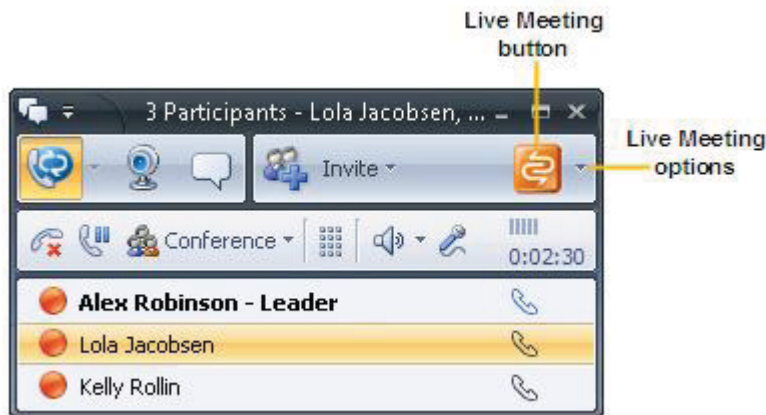 Live Meeting
button
3 Participants - Lola Jacobsen, ...
Live Meeting
options
Invite
Conference
0:02:30
Alex Robinson - Leader
Lola Jacobsen
Kelly Rollin